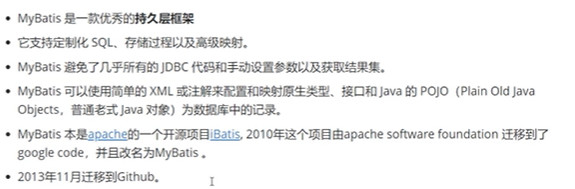 MyBatis 是一款优秀的持久层框架
它支持定制化 SQL、存储过程以及高级映射。
MyBatis 避免了几乎所有的 JDBC 代码和手动设置参数以及获取结果集。
MyBatis 可以使用简单的 XML 或注解来配置和映射原生类型、接口和 Java 的 POJO（Plain Old Java
Objects，普通老式 Java 对象）为数据库中的记录。
MyBatis 本是apache的一个开源项目iBatis, 2010年这个项目由apache software foundation 迁移到了
google code，并且改名为MyBatis 。
2013年11月迁移到Github。